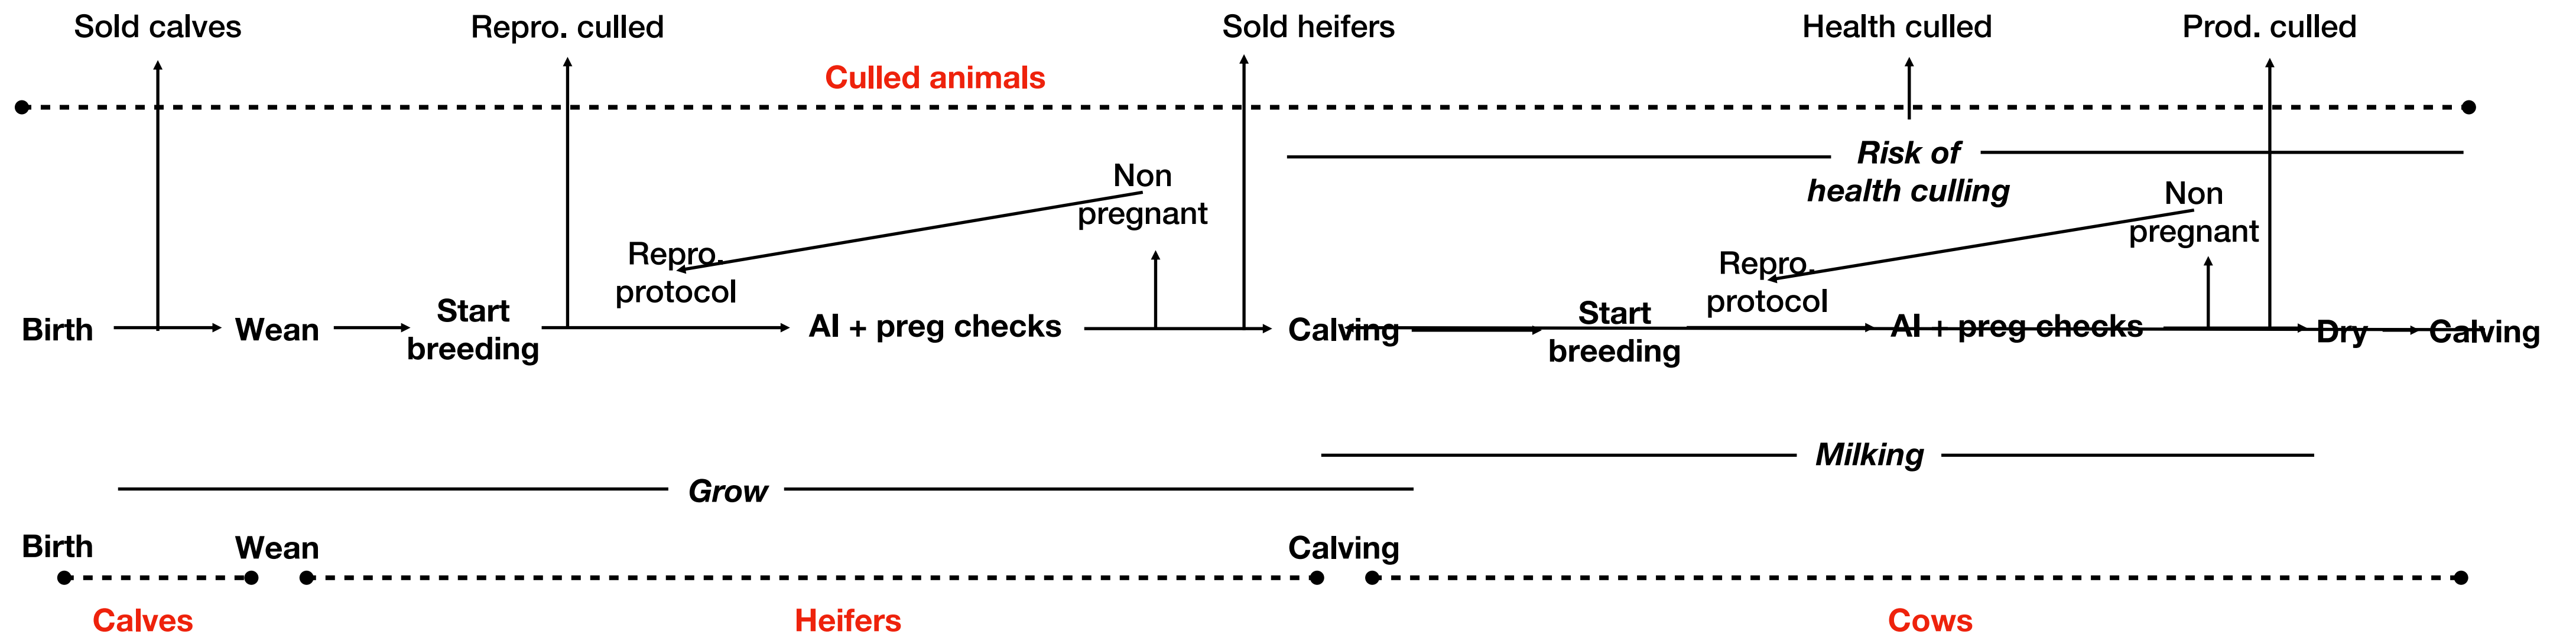 Sold calves
Repro. culled
Sold heifers
Health culled
Prod. culled
Culled animals
Risk of
health culling
Non
pregnant
Non
pregnant
Repro.
protocol
Repro.
protocol
Birth
Wean
Start
breeding
AI + preg checks
Calving
Start
breeding
AI + preg checks
Dry
Calving
Milking
Grow
Birth
Wean
Calving
Calves
Heifers
Cows